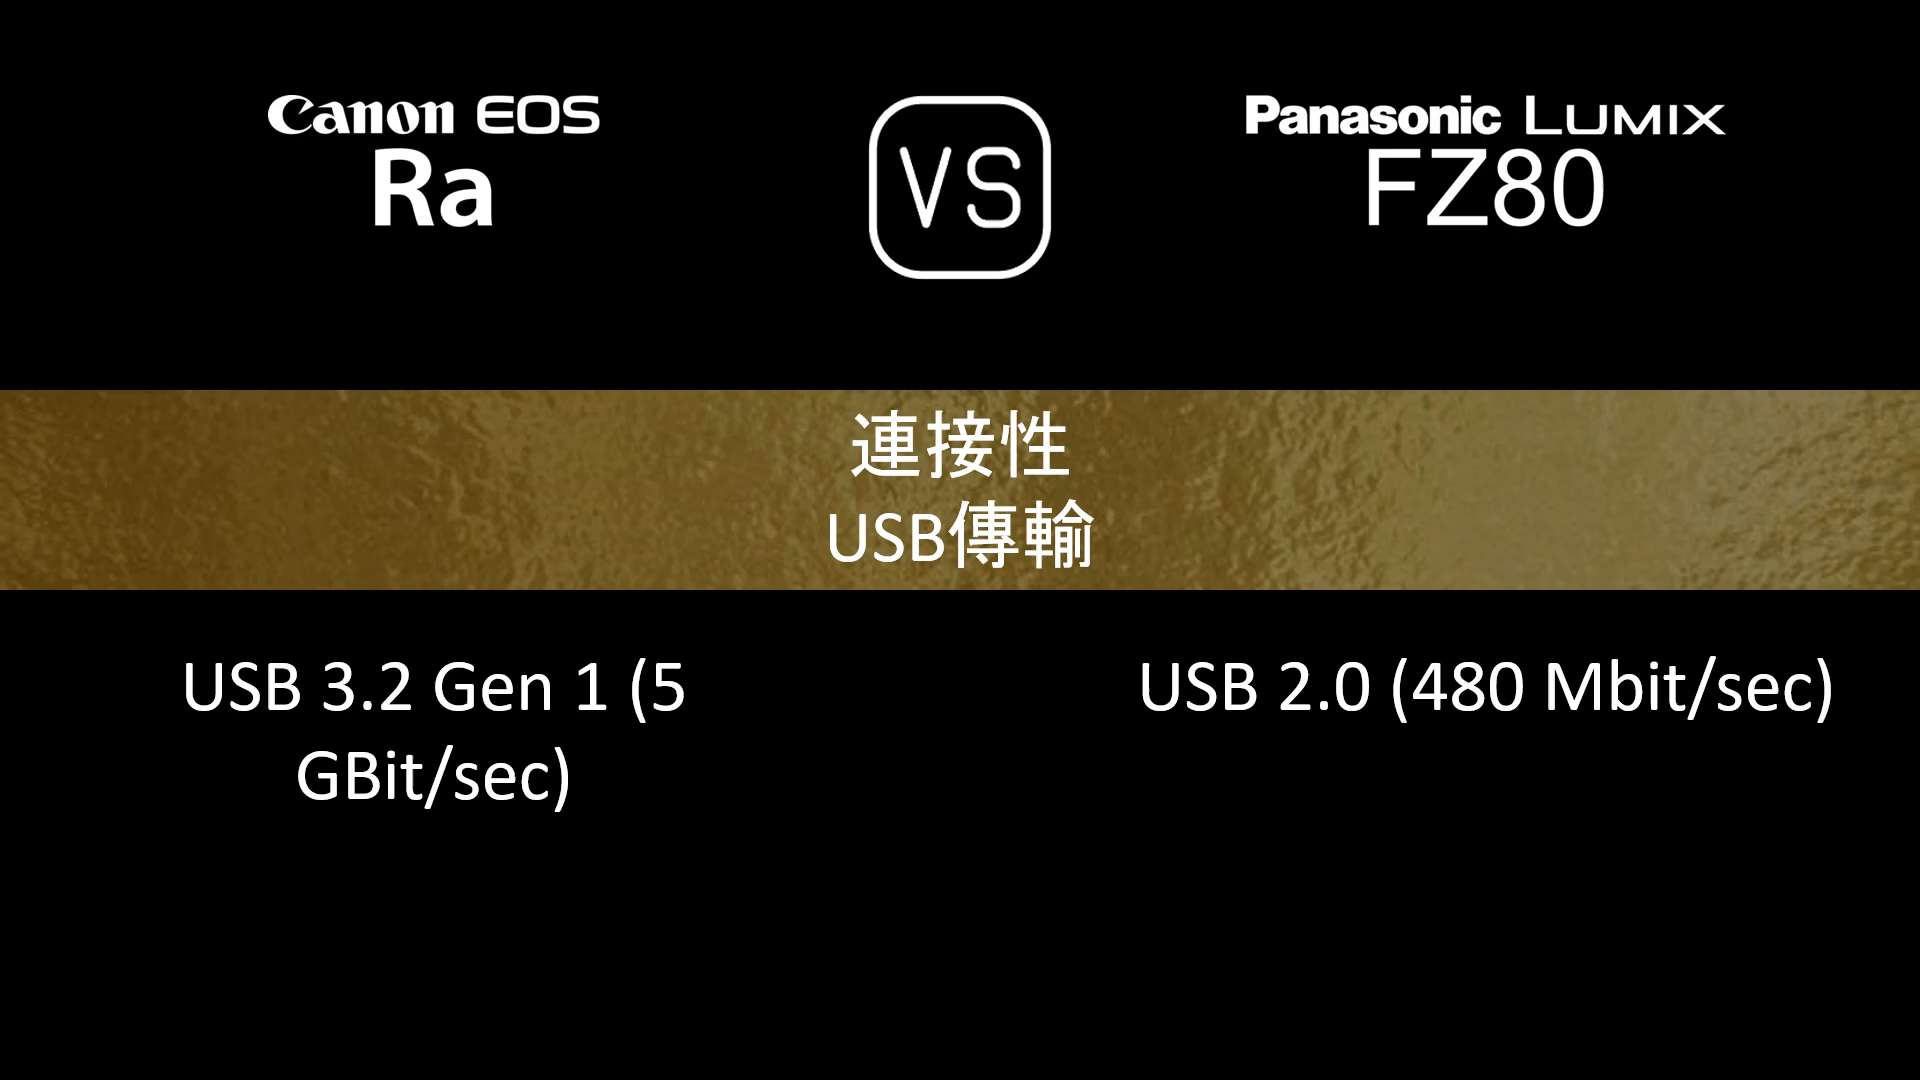 Canon EOS
Ra
VS
Panasonic LUMIX
FZ80
連接性
USB傳輸
USB 3.2 Gen 1 (5
GBit/sec)
USB 2.0 (480 Mbit/sec)